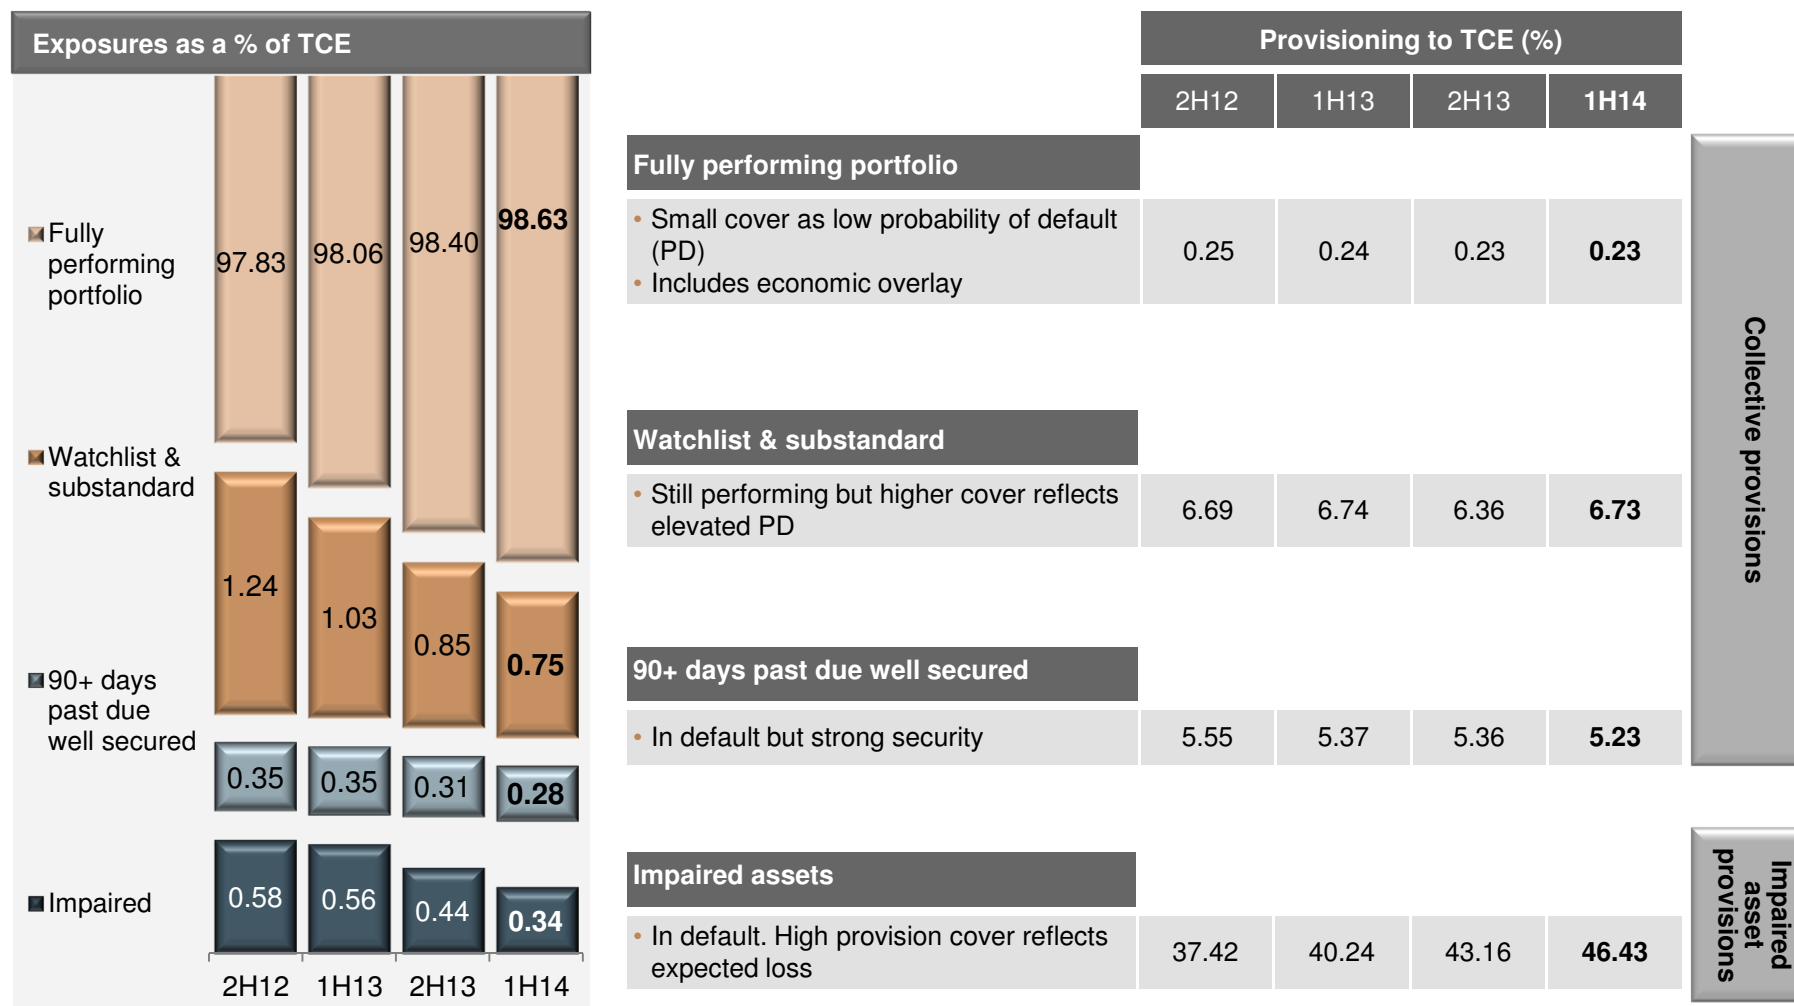 Exposures as a % of TCE
Fully
performing
portfolio
97.83
98.06
98.40
98.63
Watchlist &
substandard
1.24
1.03
0.85
0.75
90+ days
past due
well secured
0.35
0.35
0.31
0.28
Impaired
0.58
0.56
0.44
0.34
2H12
1H13
2H13
1H14
Provisioning to TCE (%)
2H12 1H13 2H13 1H14
Fully performing portfolio
• Small cover as low probability of default
(PD)
• Includes economic overlay
0.25 0.24 0.23 0.23
Watchlist & substandard
• Still performing but higher cover reflects
elevated PD
6.69 6.74 6.36 6.73
90+ days past due well secured
• In default but strong security
5.55 5.37 5.36 5.23
Impaired assets
• In default. High provision cover reflects
expected loss
37.42 40.24 43.16 46.43
Collective provisions
Impaired
asset
provisions